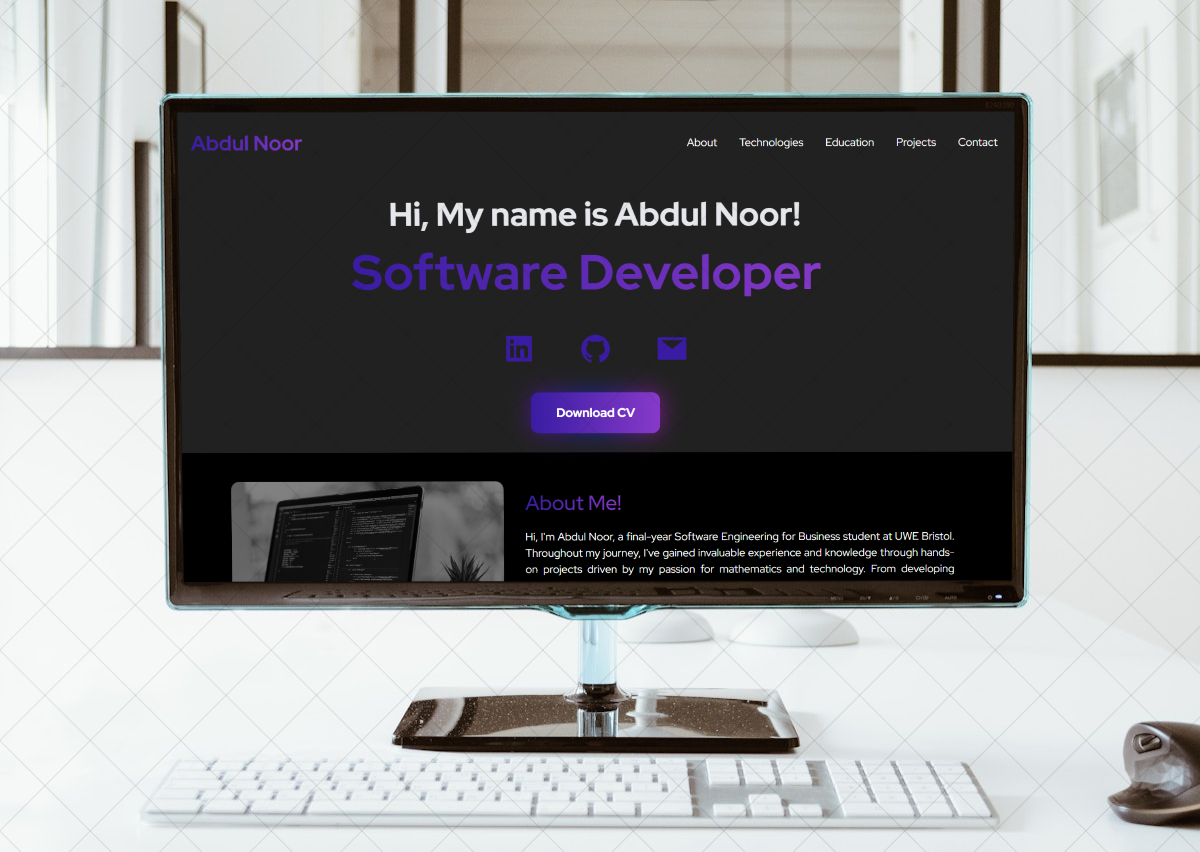 Abdul Noor
About Technologies Education Projects Contact
Hi, My name is Abdul Noor!
Software Developer
in
Download CV
About Me!
Hi, I'm Abdul Noor, a final-year Software Engineering for Business student at UWE Bristol.
Throughout my journey, I've gained invaluable experience and knowledge through hands-
on projects driven by my passion for mathematics and technology. From developing